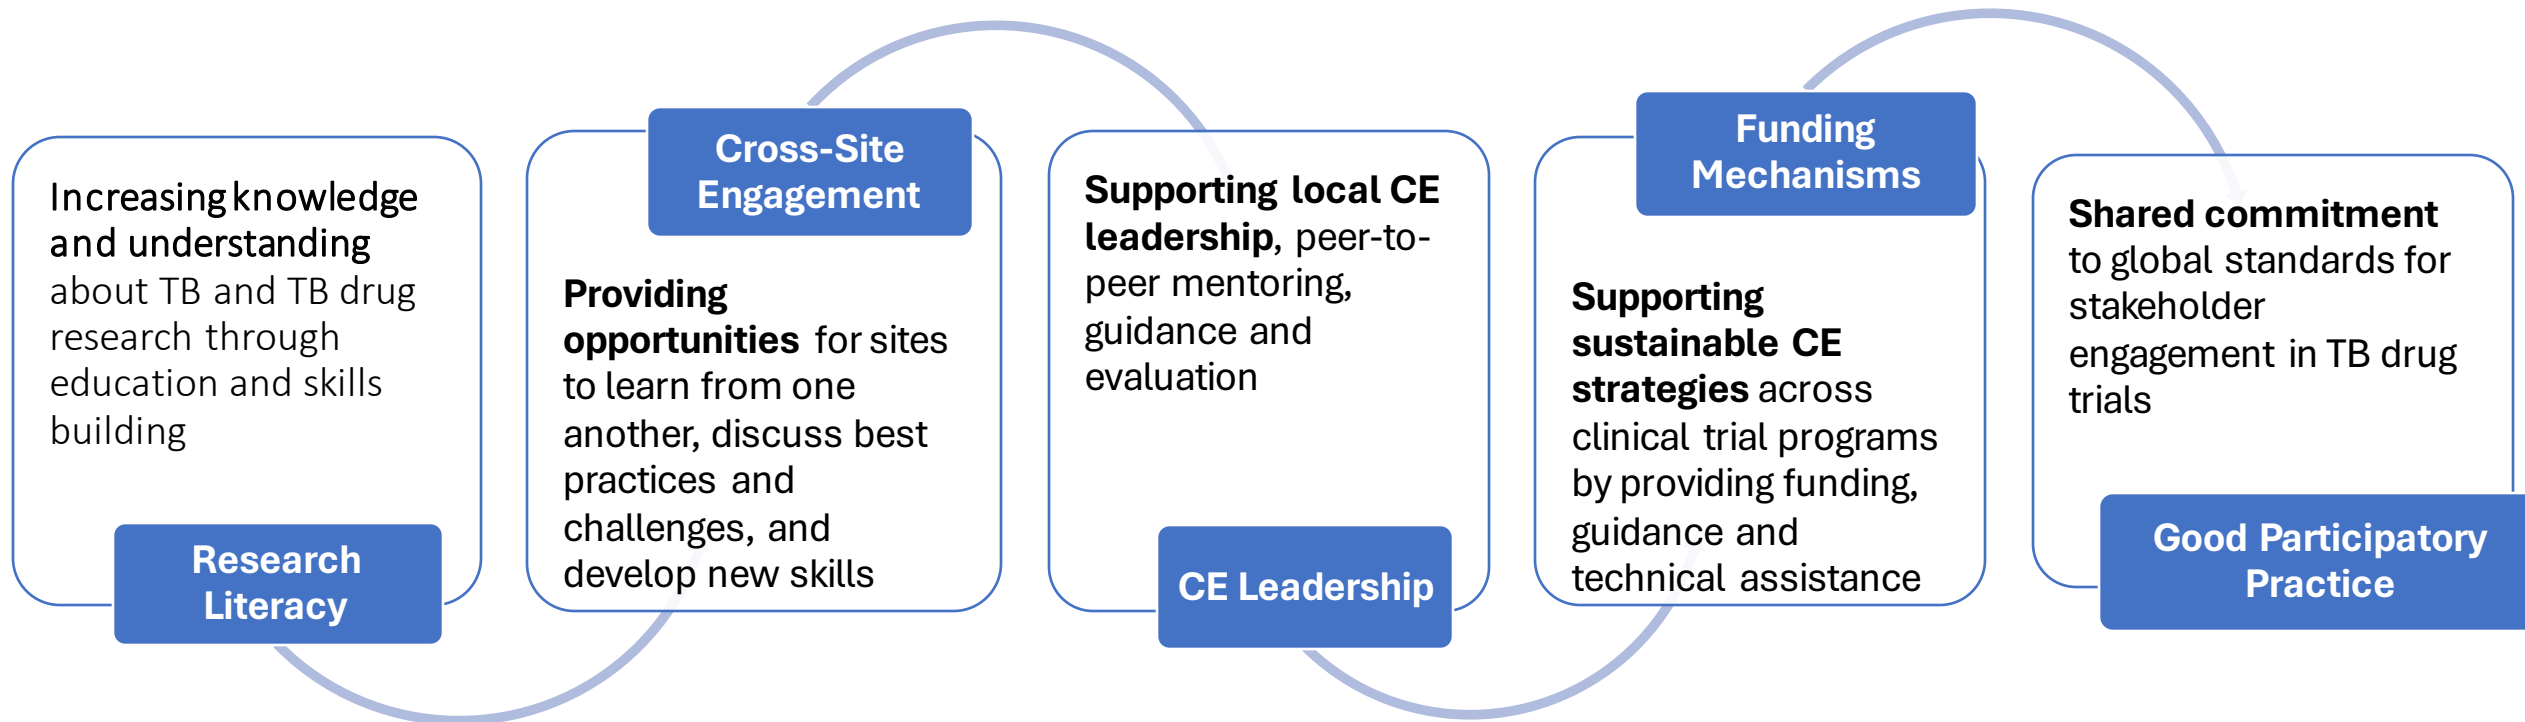 Increasing knowledge
and understanding
about TB and TB drug
research through
education and skills
building
Research
Literacy
Cross-Site
Engagement
Providing
opportunities for sites
to learn from one
another, discuss best
practices and
challenges, and
develop new skills
Supporting local CE
leadership, peer-to-
peer mentoring,
guidance and
evaluation
CE Leadership
Funding
Mechanisms
Supporting
sustainable CE
strategies across
clinical trial programs
by providing funding,
guidance and
technical assistance
Shared commitment
to global standards for
stakeholder
engagement in TB drug
trials
Good Participatory
Practice